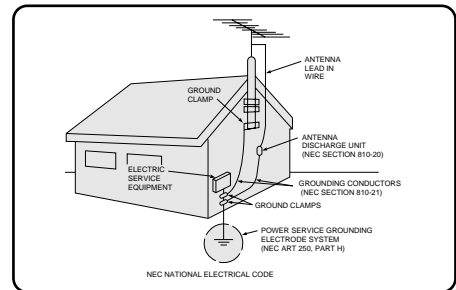 ANTENNA
LEAD IN
WIRE
GROUND
CLAMP
ANTENNA
DISCHARGE UNIT
(NEC SECTION 810-20)
ELECTRIC
SERVICE
EQUIPMENT
GROUNDING CONDUCTORS
(NEC SECTION 810-21)
GROUND CLAMPS
POWER SERVICE GROUNDING
ELECTRODE SYSTEM
(NEC ART 250, PART H)
NEC NATIONAL ELECTRICAL CODE